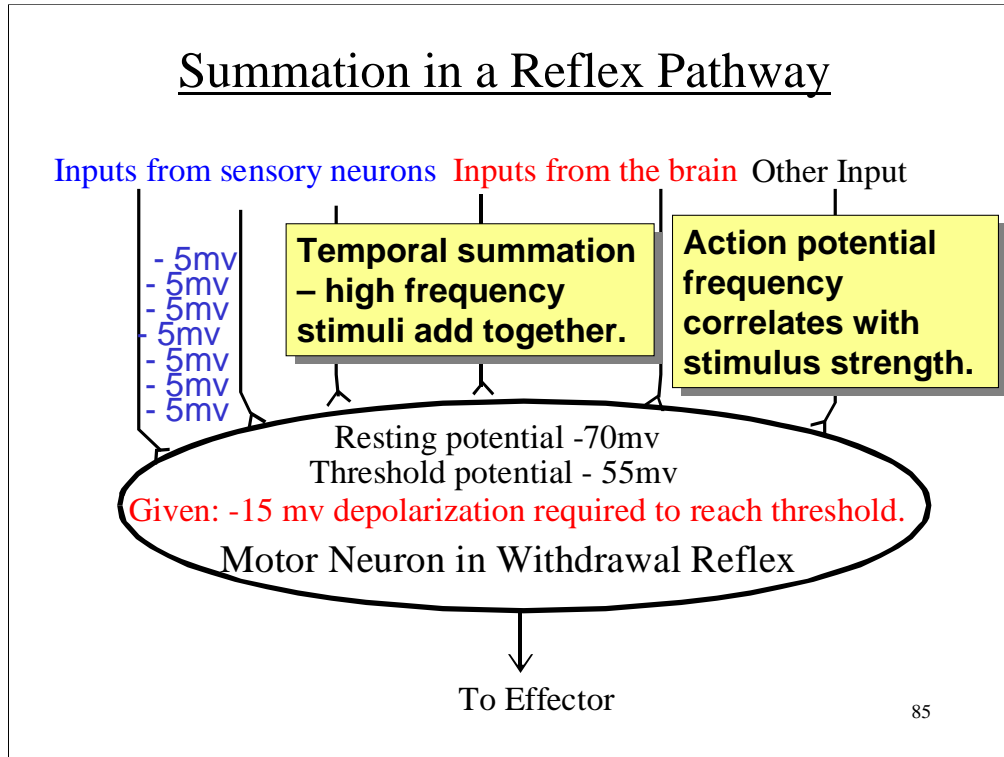 Summation in a Reflex Pathway
Inputs from sensory neurons Inputs from the brain Other Input
- 5mv
- 5mv
- 5mv
- 5mv
- 5mv
- 5mv
- 5mv
Temporal summation
– high frequency
stimuli add together.
Action potential
frequency
correlates with
stimulus strength.
Resting potential -70mv
Threshold potential - 55mv
Given: -15 mv depolarization required to reach threshold.
Motor Neuron in Withdrawal Reflex
To Effector
85